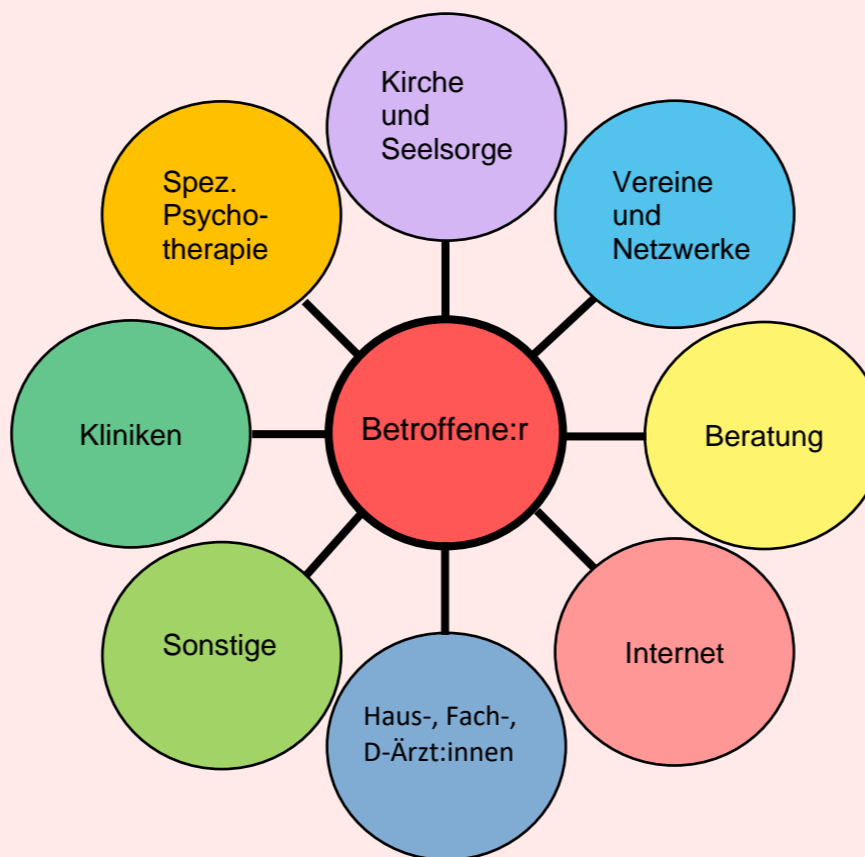 Kirche
und
Seelsorge
Spez.
Psycho-
therapie
Vereine
und
Netzwerke
Kliniken
Betroffene:r
Beratung
Sonstige
Internet
Haus-, Fach-,
D-Ärzt:innen